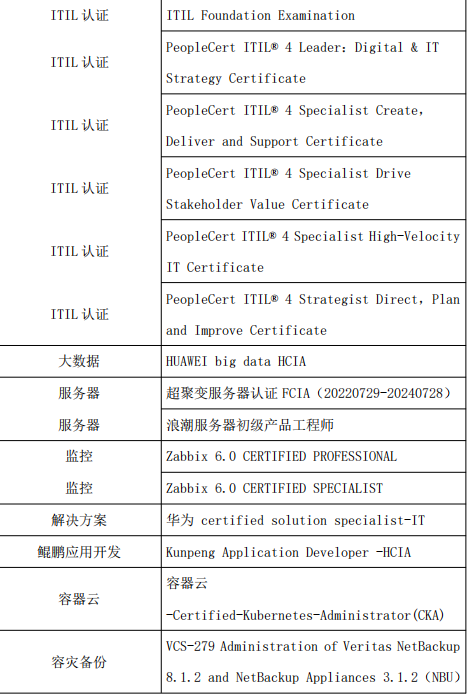 ITIL 认证 ITIL Foundation Examination
ITIL 认证 PeopleCert ITIL® 4 Leader：Digital & IT
Strategy Certificate
ITIL 认证 PeopleCert ITIL® 4 Specialist Create，
Deliver and Support Certificate
ITIL 认证 PeopleCert ITIL® 4 Specialist Drive
Stakeholder Value Certificate
ITIL 认证 PeopleCert ITIL® 4 Specialist High-Velocity
IT Certificate
ITIL 认证 PeopleCert ITIL® 4 Strategist Direct, Plan
and Improve Certificate
大数据 HUAWEI big data HCIA
服务器 超聚变服务器认证 FCIA（20220729-20240728）
服务器 浪潮服务器初级产品工程师
监控 Zabbix 6.0 CERTIFIED PROFESSIONAL
监控 Zabbix 6.0 CERTIFIED SPECIALIST
解决方案 华为 certified solution specialist-IT
鲲鹏应用开发 Kunpeng Application Developer -HCIA
容器云 容器云
-Certified-Kubernetes-Administrator(CKA)
容灾备份 VCS-279 Administration of Veritas NetBackup
8.1.2 and NetBackup Appliances 3.1.2（NBU）